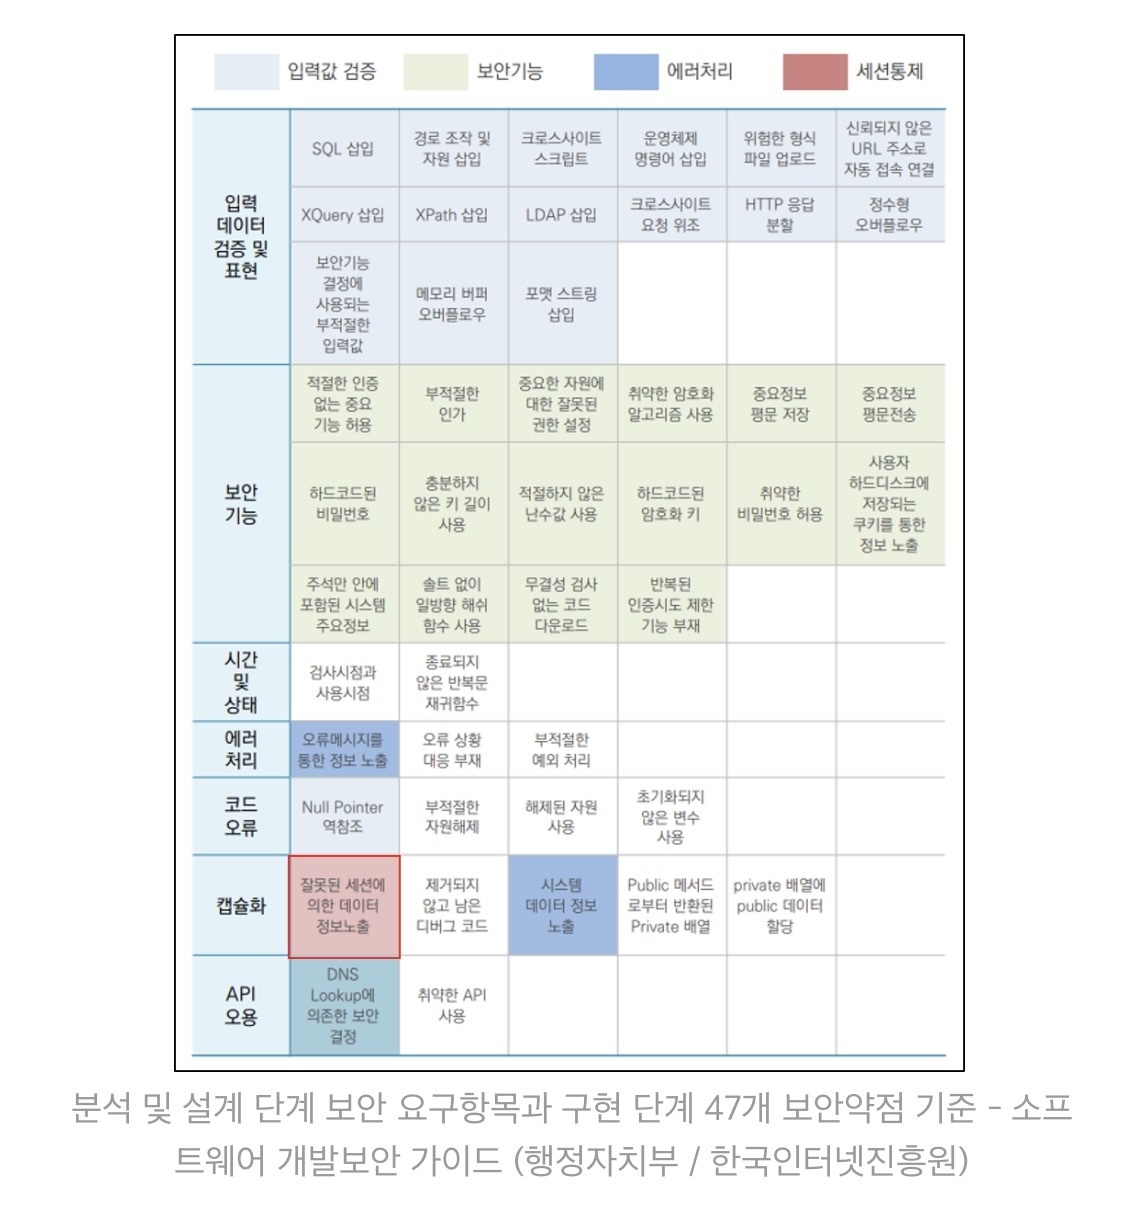 입력값 검증
보안기능
에러처리
세션통제
입력
데이터
검증 및
표현
SQL 삽입
경로 조작 및
자원 삽입
크로스사이트
스크립트
운영체제
명령어 삽입
위험한 형식
파일 업로드
신뢰되지 않은
URL 주소로
자동 접속 연결
XQuery 삽입
XPath 삽입
LDAP 삽입
크로스사이트
요청 위조
HTTP 응답
분할
정수형
오버플로우
보안기능
결정에
사용되는
부적절한
입력값
메모리 버퍼
오버플로우
포맷 스트링
삽입
보안
기능
적절한 인증
없는 중요
기능 허용
부적절한
인가
중요한 자원에
대한 잘못된
권한 설정
취약한 암호화
알고리즘 사용
중요정보
평문 저장
중요정보
평문전송
하드코드된
비밀번호
충분하지
않은 키 길이
사용
적절하지 않은
난수값 사용
하드코드된
암호화 키
취약한
비밀번호 허용
사용자
하드디스크에
저장되는
쿠키를 통한
정보 노출
주석만 안에
포함된 시스템
주요정보
솔트 없이
일방향 해쉬
함수 사용
무결성 검사
없는 코드
다운로드
반복된
인증시도 제한
기능 부재
시간
및
상태
검사시점과
사용시점
종료되지
않은 반복문
재귀함수
에러
처리
오류메시지를
통한 정보 노출
오류 상황
대응 부재
부적절한
예외 처리
코드
오류
Null Pointer
역참조
부적절한
자원해제
해제된 자원
사용
초기화되지
않은 변수
사용
캡슐화
잘못된 세션에
의한 데이터
정보노출
제거되지
않고 남은
디버그 코드
시스템
데이터 정보
노출
Public 메서드
로부터 반환된
Private 배열
private 배열에
public 데이터
할당
API
오용
DNS
Lookup에
의존한 보안
결정
취약한 API
사용
분석 및 설계 단계 보안 요구항목과 구현 단계 47개 보안약점 기준 - 소프
트웨어 개발보안 가이드 (행정자치부 / 한국인터넷진흥원)